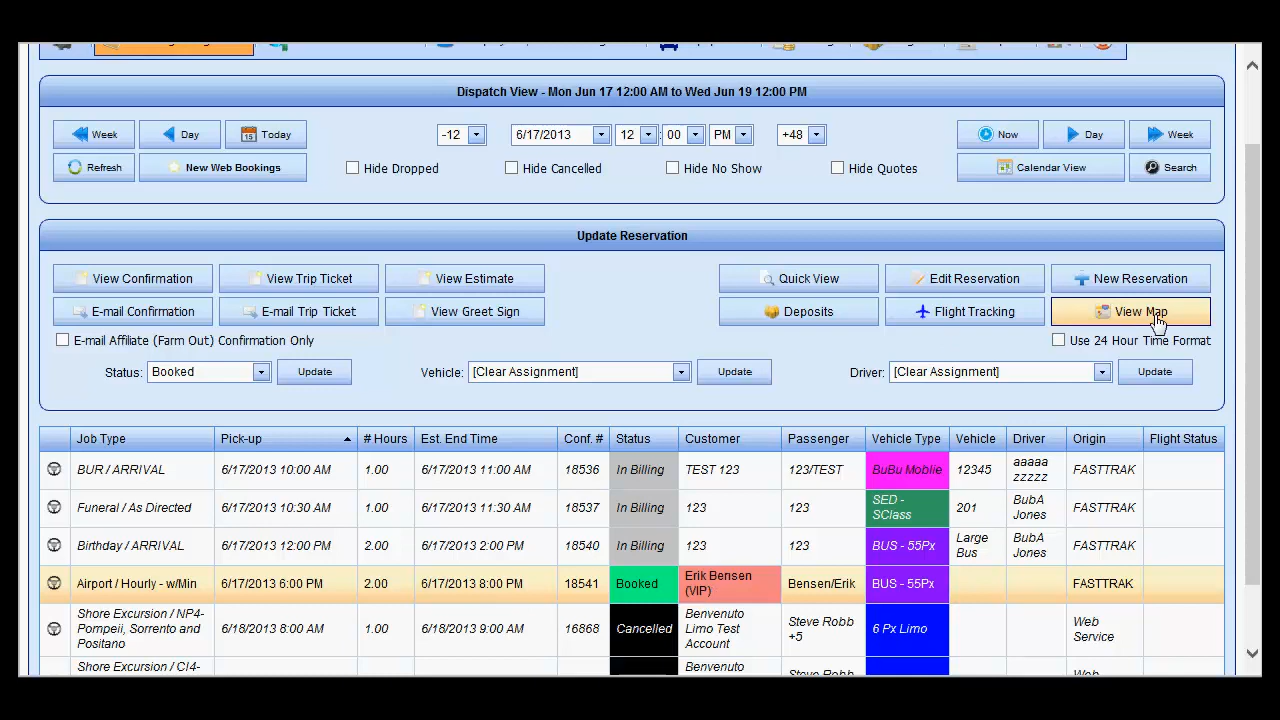 Dispatch View - Mon Jun 17 12:00 AM to Wed Jun 19 12:00 PM
Week Day Today -12 6/17/2013 12 : 00 PM +48 Now Day Week
Refresh New Web Bookings Hide Dropped Hide Cancelled Hide No Show Hide Quotes Calendar View Search
Update Reservation
View Confirmation View Trip Ticket View Estimate Quick View Edit Reservation New Reservation
E-mail Confirmation E-mail Trip Ticket View Greet Sign Deposits Flight Tracking View Map
E-mail Affiliate (Farm Out) Confirmation Only Use 24 Hour Time Format
Status: Booked Update Vehicle: [Clear Assignment] Update Driver: [Clear Assignment] Update
Job Type Pick-up # Hours Est. End Time Conf. # Status Customer Passenger Vehicle Type Vehicle Driver Origin Flight Status
BUR / ARRIVAL 6/17/2013 10:00 AM 1.00 6/17/2013 11:00 AM 18536 In Billing TEST 123 123/TEST BuBu Moblie 12345 aaaaa zzzzz FASTTRAK
Funeral / As Directed 6/17/2013 10:30 AM 1.00 6/17/2013 11:30 AM 18537 In Billing 123 123 SED - SClass 201 BubA Jones FASTTRAK
Birthday / ARRIVAL 6/17/2013 12:00 PM 2.00 6/17/2013 2:00 PM 18540 In Billing 123 123 BUS - 55Px Large Bus BubA Jones FASTTRAK
Airport / Hourly - w/Min 6/17/2013 6:00 PM 2.00 6/17/2013 8:00 PM 18541 Booked Erik Bensen (VIP) Bensen/Erik BUS - 55Px FASTTRAK
Shore Excursion / NP4- Pompeii, Sorrento and Positano 6/18/2013 8:00 AM 1.00 6/18/2013 9:00 AM 16868 Cancelled Benvenuto Limo Test Account Steve Robb +5 6 Px Limo Web Service
Shore Excursion / CI4- Benvenuto Steve Robb Web